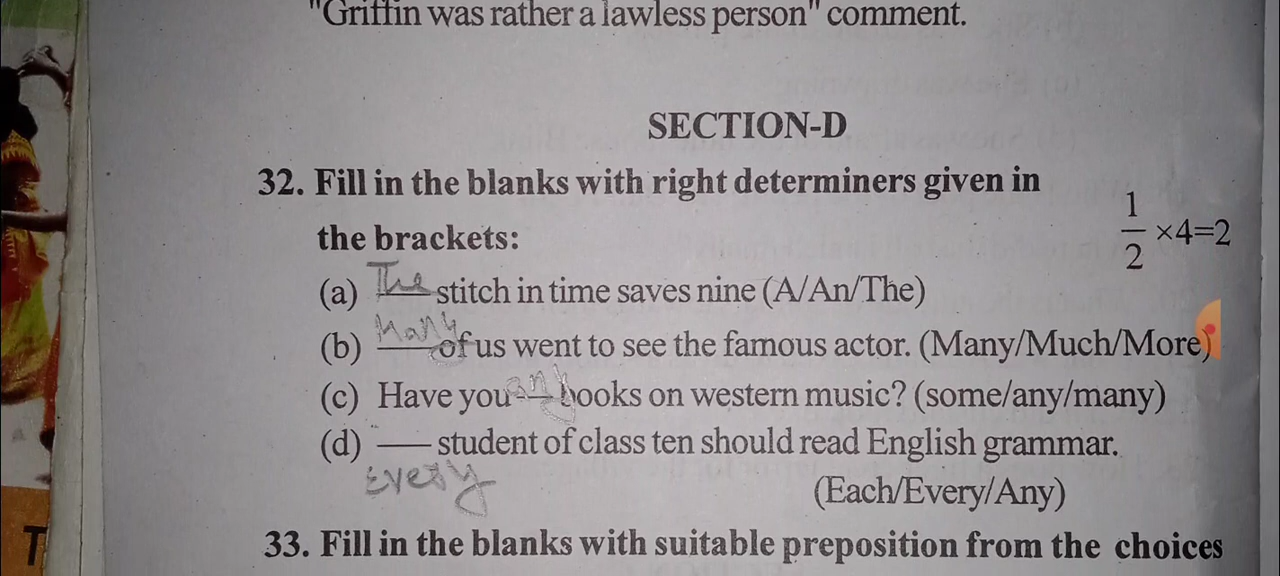 "Griffin was rather a lawless person" comment.
SECTION-D
32. Fill in the blanks with right determiners given in
the brackets:
1/2 ×4=2
(a) The stitch in time saves nine (A/An/The)
(b) Many of us went to see the famous actor. (Many/Much/More)
(c) Have you any books on western music? (some/any/many)
(d) —— student of class ten should read English grammar.
Every
(Each/Every/Any)
33. Fill in the blanks with suitable preposition from the choices
T